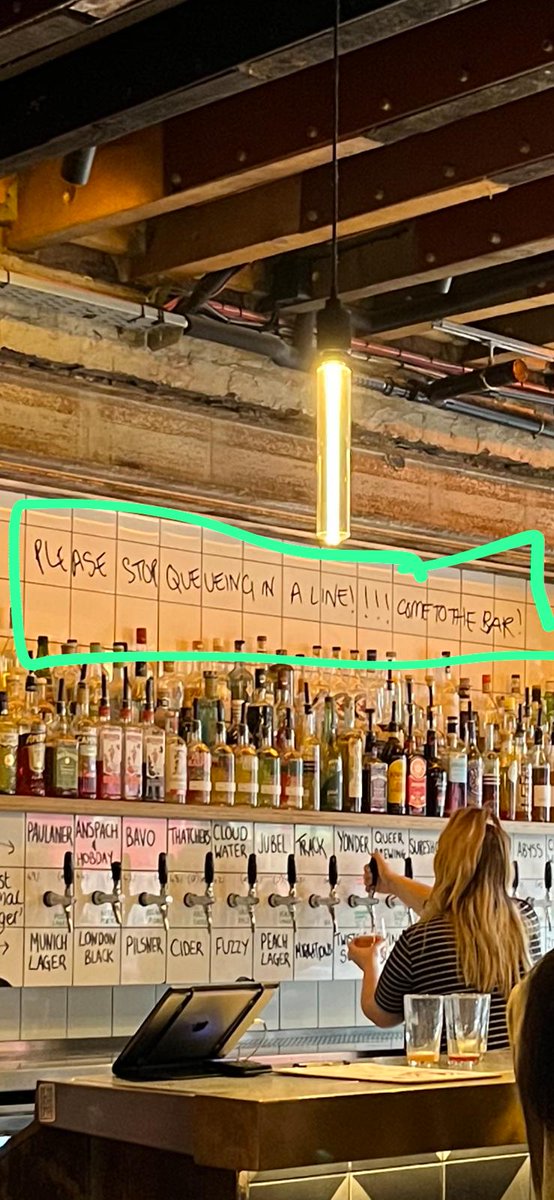 PLEASE STOP QUEUEING IN A LINE!!!! COME TO THE BAR!
PAULANER ANSPACH & HOBDAY BAVO THATCHERS CLOUD WATER JUBEL TRACK YONDER QUEER BREWING ABYSS
MUNICH LAGER LONDON BLACK PILSNER CIDER FUZZY PEACH LAGER